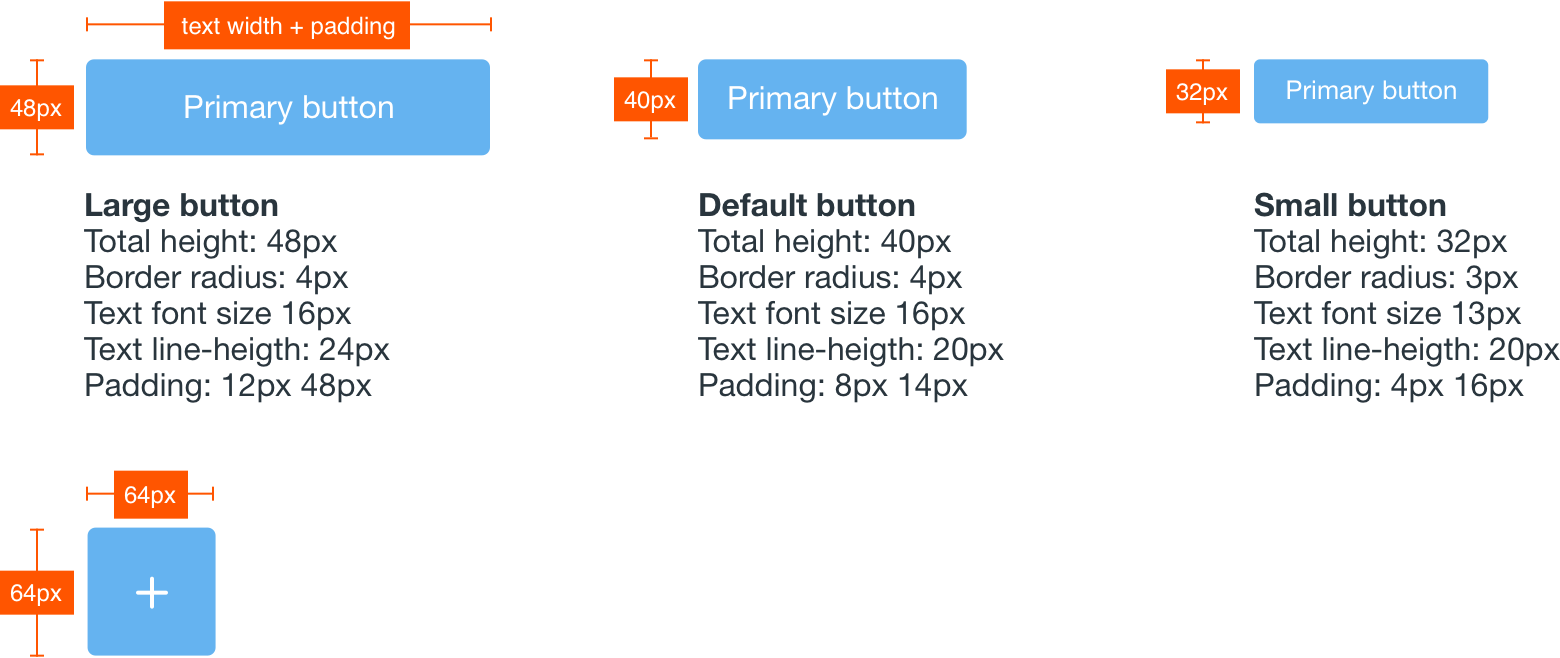 text width + padding
48px
Primary button
40px
Primary button
32px
Primary button
Large button
Total height: 48px
Border radius: 4px
Text font size 16px
Text line-heigth: 24px
Padding: 12px 48px
Default button
Total height: 40px
Border radius: 4px
Text font size 16px
Text line-heigth: 20px
Padding: 8px 14px
Small button
Total height: 32px
Border radius: 3px
Text font size 13px
Text line-heigth: 20px
Padding: 4px 16px
64px
64px
+